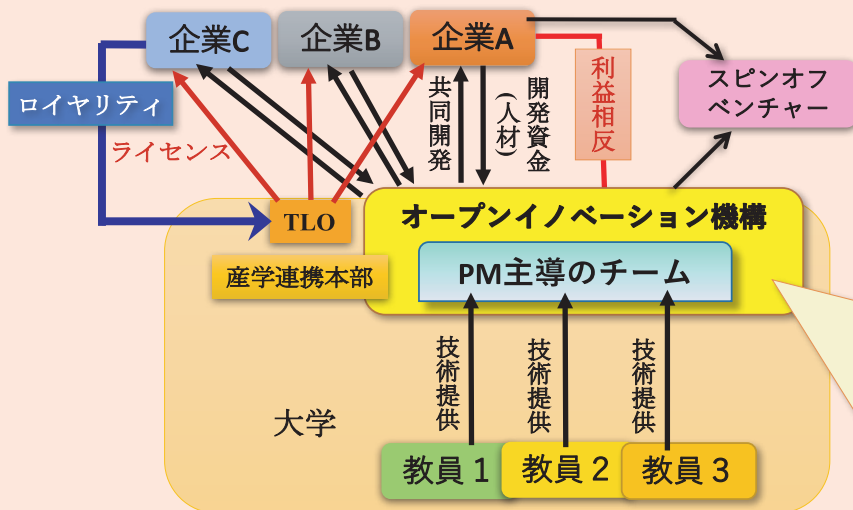 企業C
企業B
企業A
利益相反
スピンオフ
ベンチャー
ロイヤリティ
ライセンス
共同開発
開発資金
（人材）
TLO
オープンイノベーション機構
産学連携本部
PM主導のチーム
技術提供
技術提供
技術提供
大学
教員1
教員2
教員3